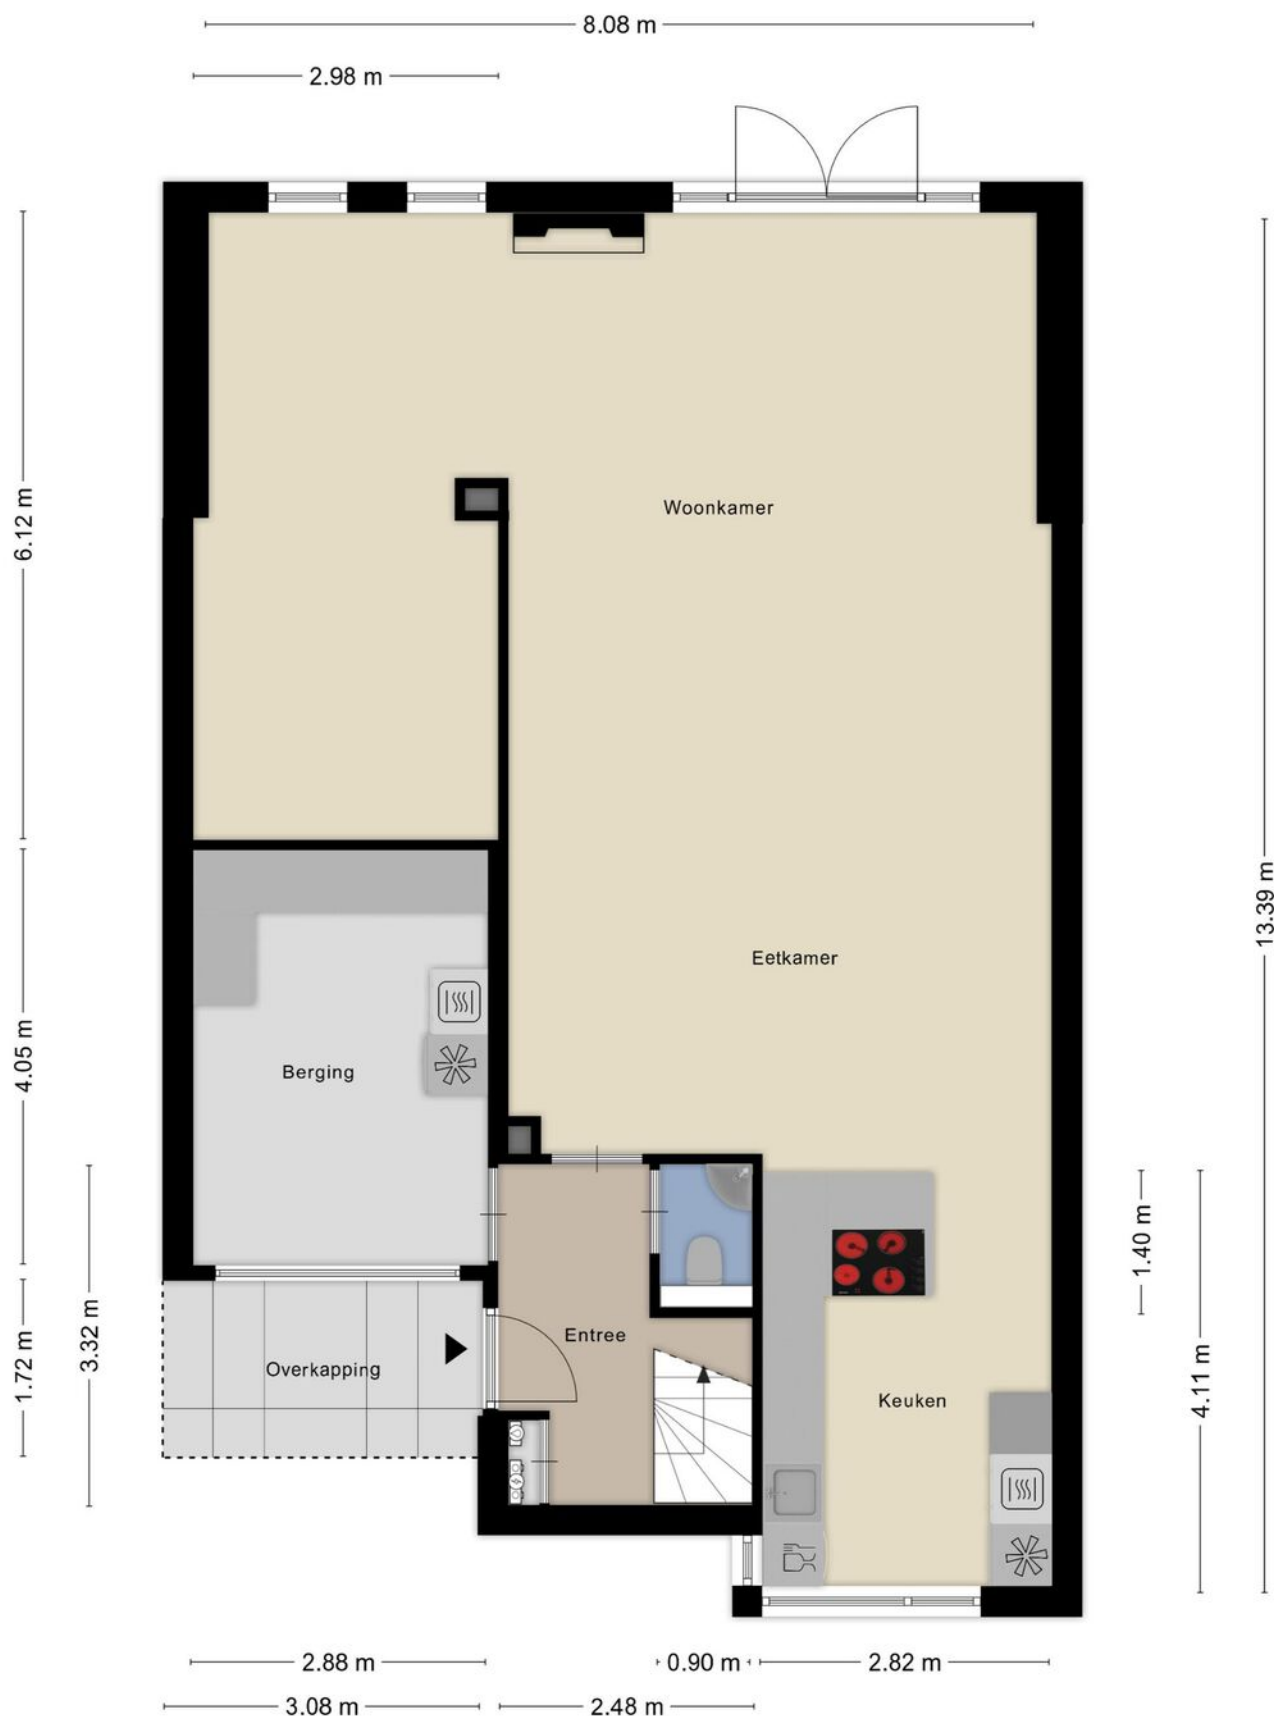 8.08 m
2.98 m
Woonkamer
6.12 m
13.39 m
Eetkamer
Berging
4.05 m
1.40 m
3.32 m
Entree
1.72 m
Overkapping
4.11 m
Keuken
2.88 m
0.90 m
2.82 m
3.08 m
2.48 m